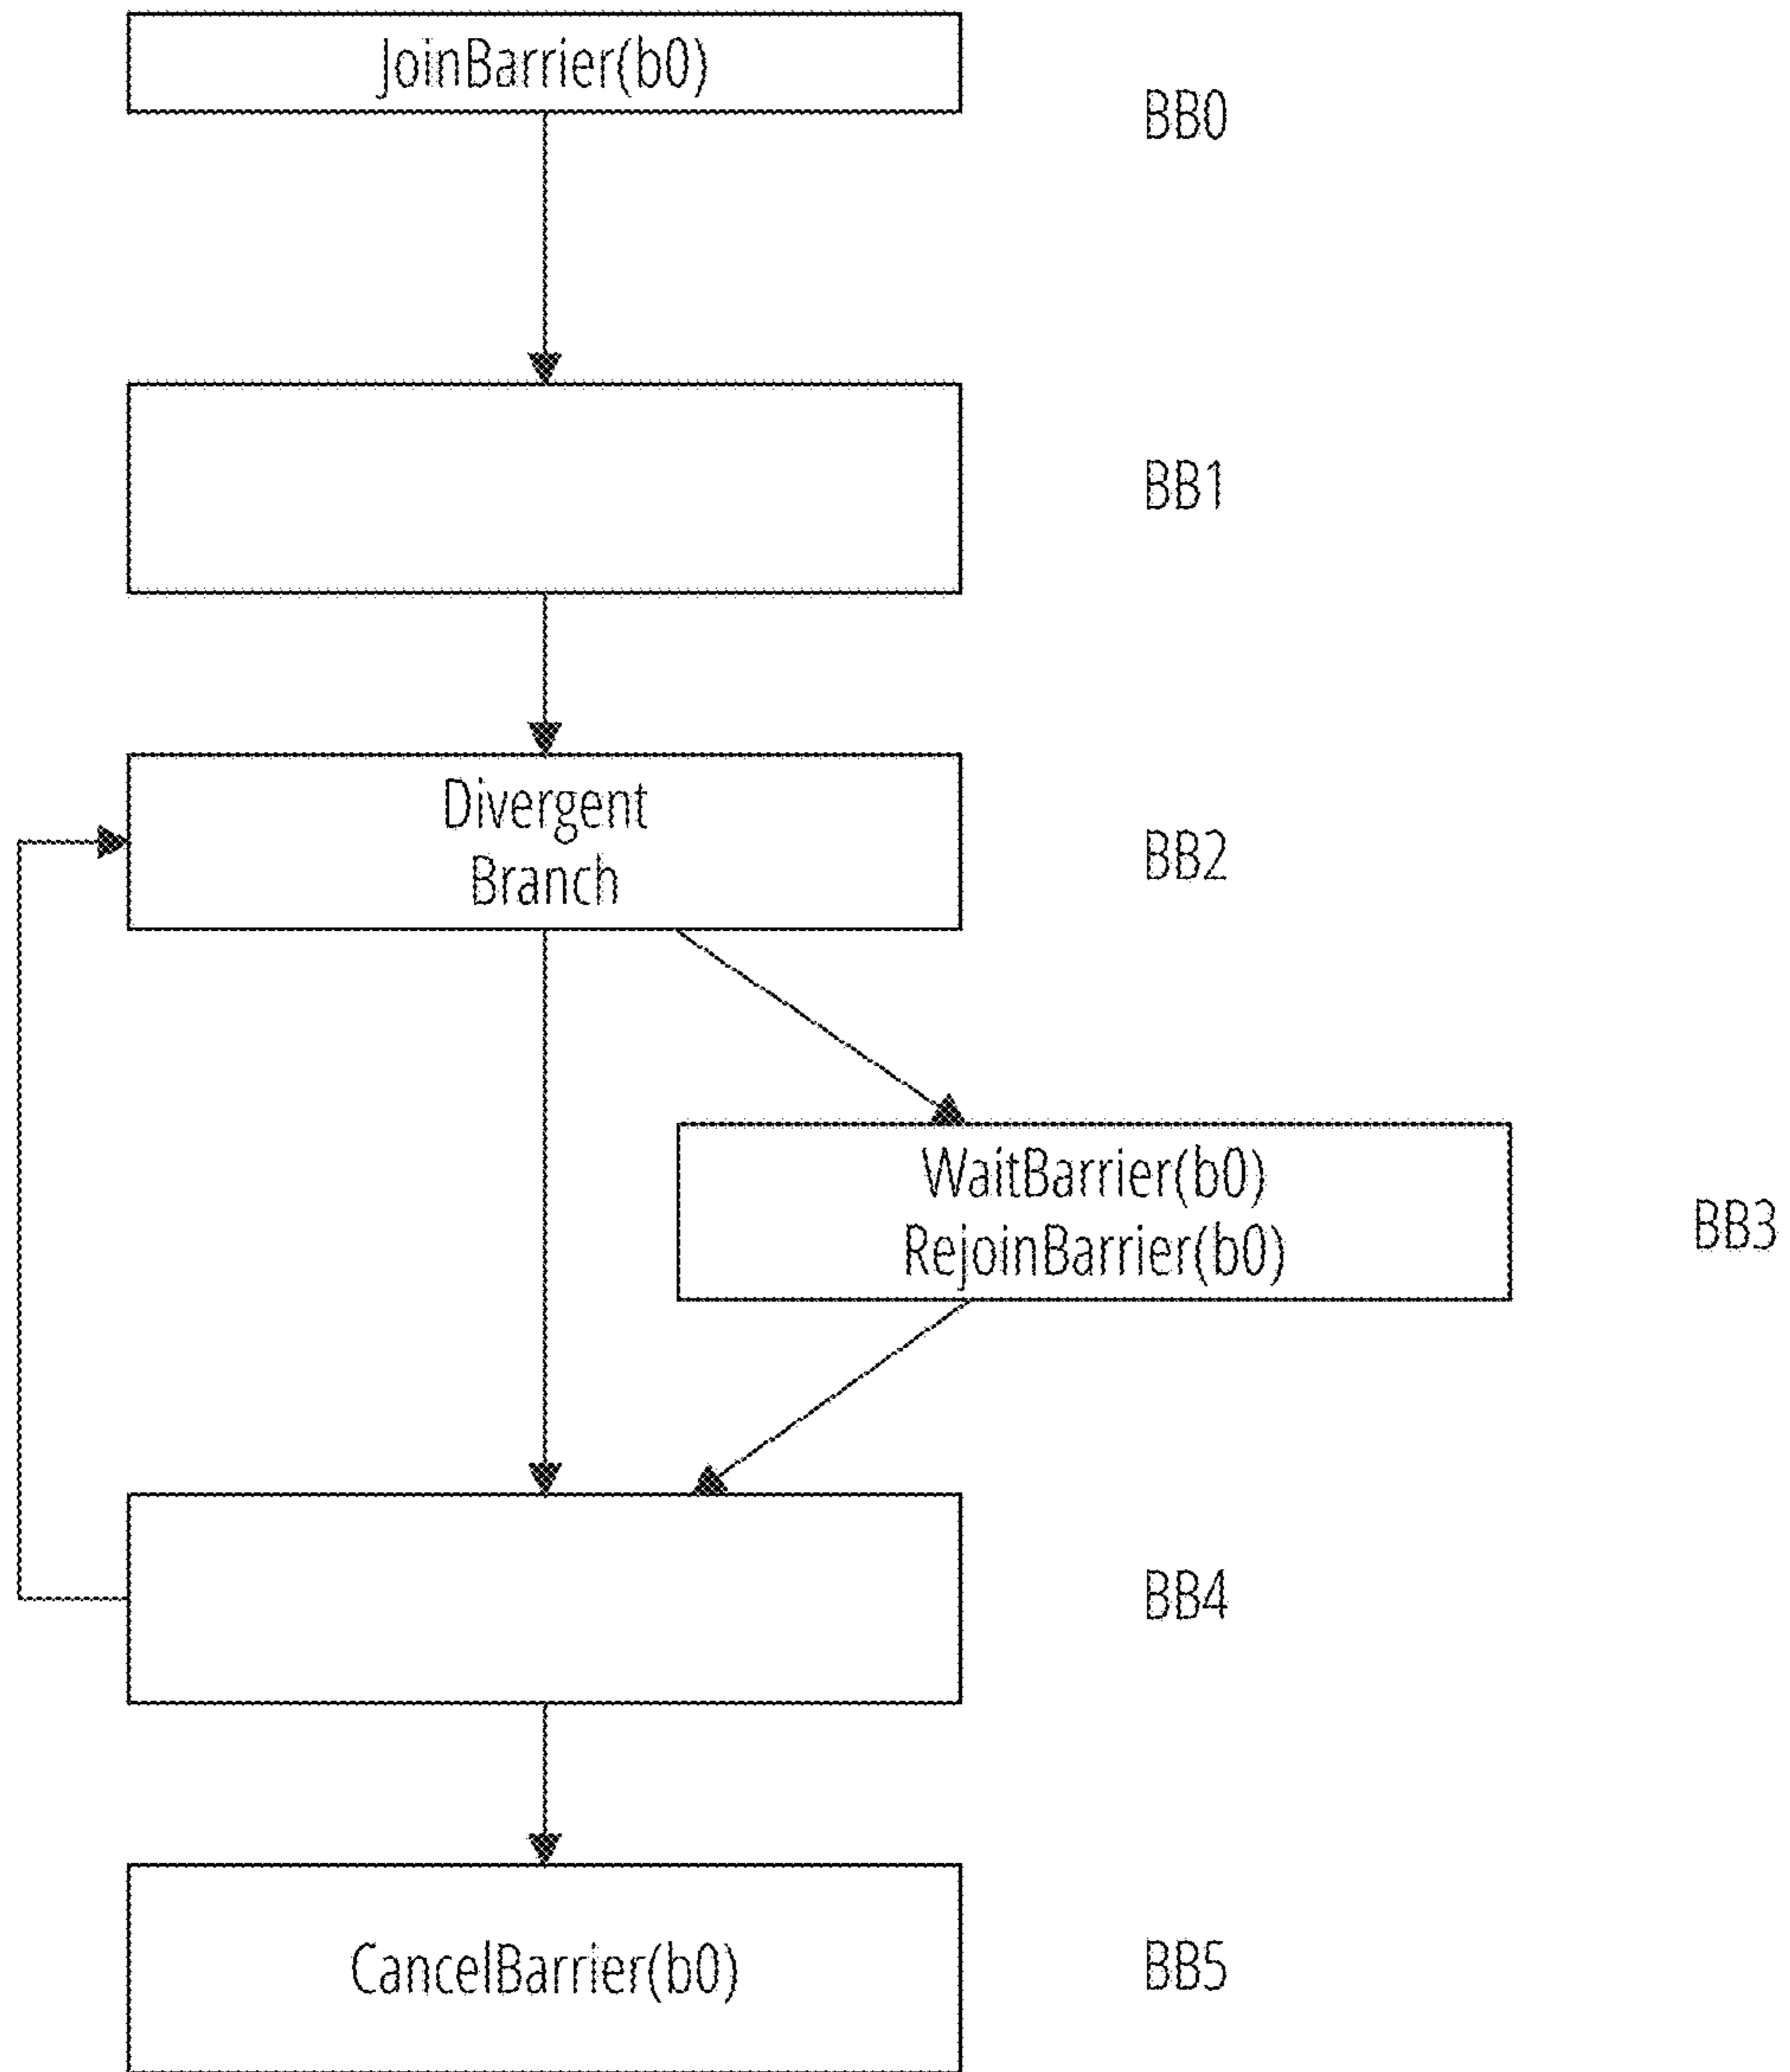 JoinBarrier(b0)
BB0
BB1
Divergent
Branch
BB2
WaitBarrier(b0)
RejoinBarrier(b0)
BB3
BB4
CancelBarrier(b0)
BB5